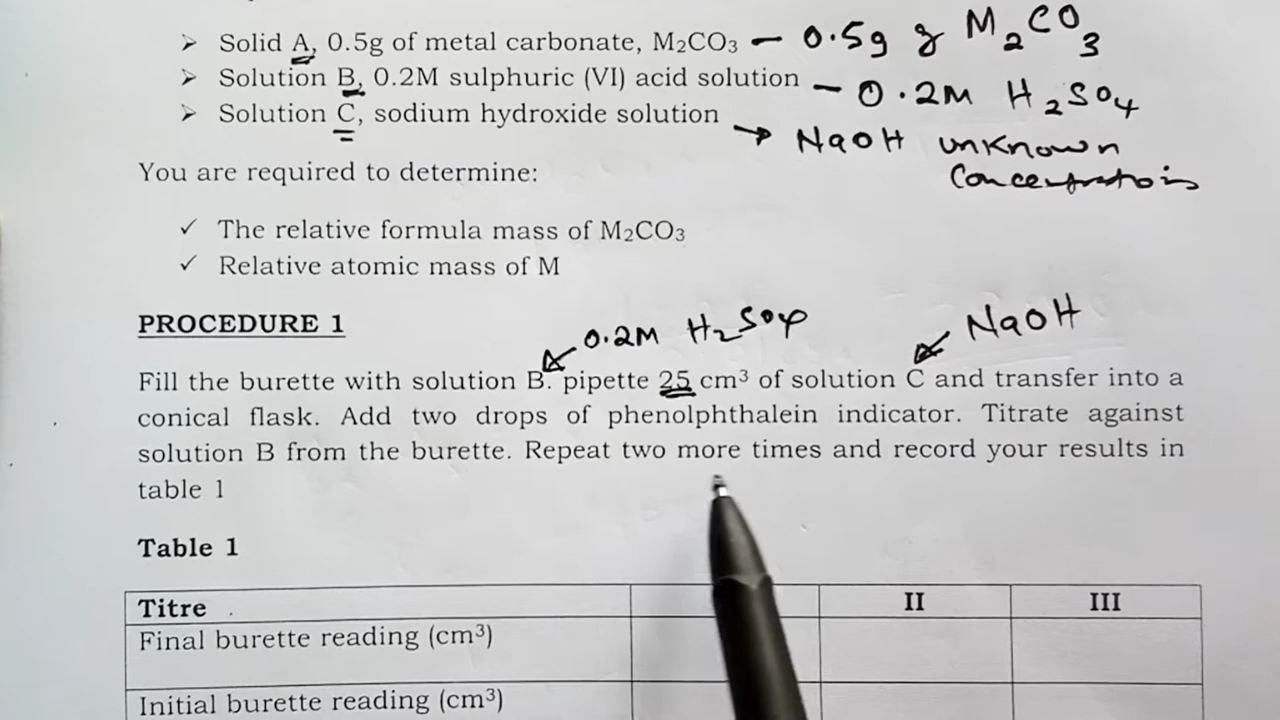 ➢ Solid A, 0.5g of metal carbonate, M₂CO₃ – 0.5g of M₂CO₃
➢ Solution B, 0.2M sulphuric (VI) acid solution – 0.2M H₂SO₄
➢ Solution C, sodium hydroxide solution → NaOH unknown
concentration
You are required to determine:
✓ The relative formula mass of M₂CO₃
✓ Relative atomic mass of M
PROCEDURE 1
0.2M H₂SO₄ NaOH
Fill the burette with solution B. pipette 25 cm³ of solution C and transfer into a
conical flask. Add two drops of phenolphthalein indicator. Titrate against
solution B from the burette. Repeat two more times and record your results in
table 1
Table 1
Titre II III
Final burette reading (cm³)
Initial burette reading (cm³)